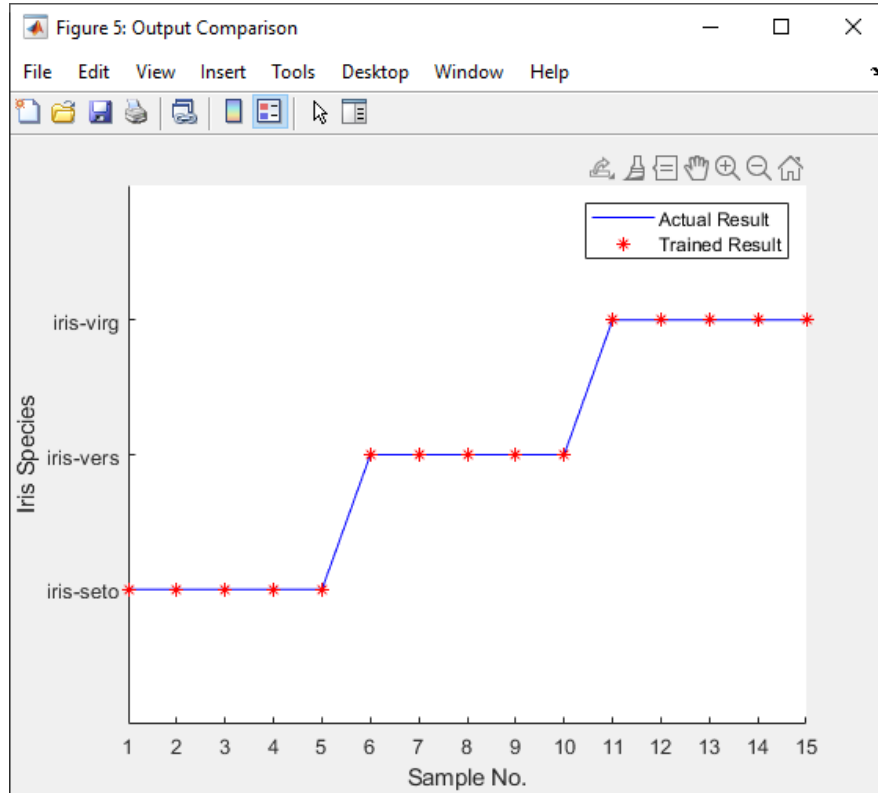 Figure 5: Output Comparison
File Edit View Insert Tools Desktop Window Help
Actual Result
Trained Result
iris-virg
iris-vers
iris-seto
Iris Species
1 2 3 4 5 6 7 8 9 10 11 12 13 14 15
Sample No.